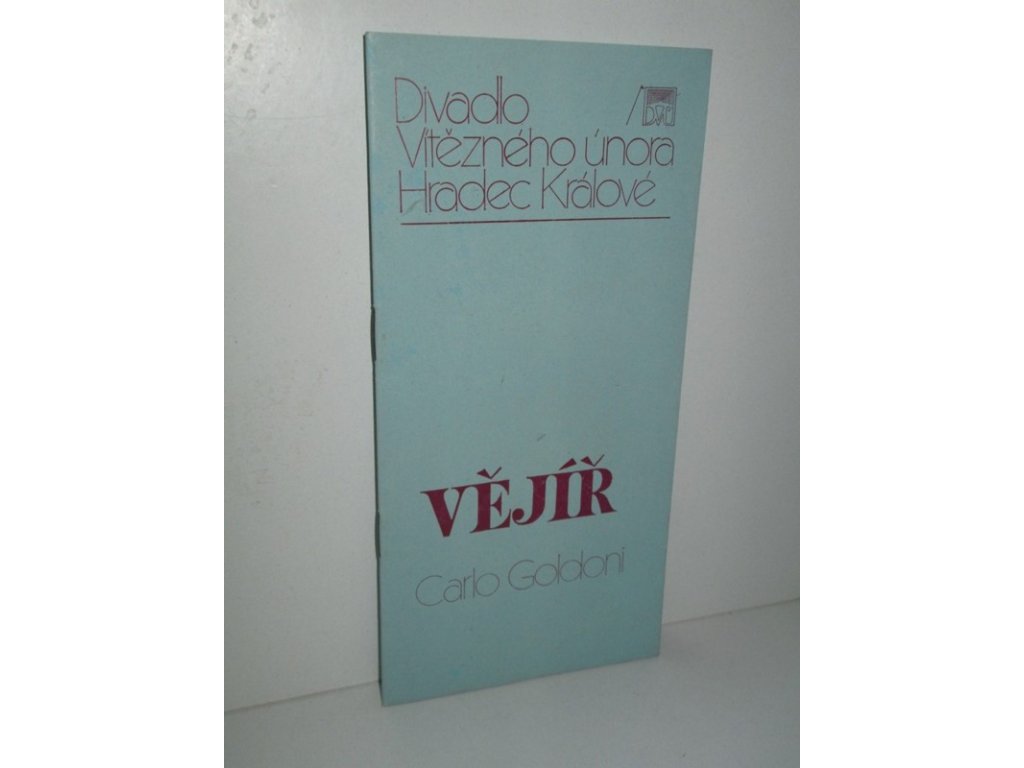 Divadlo
Vítězného února
Hradec Králové
VĚJÍŘ
Carlo Goldoni